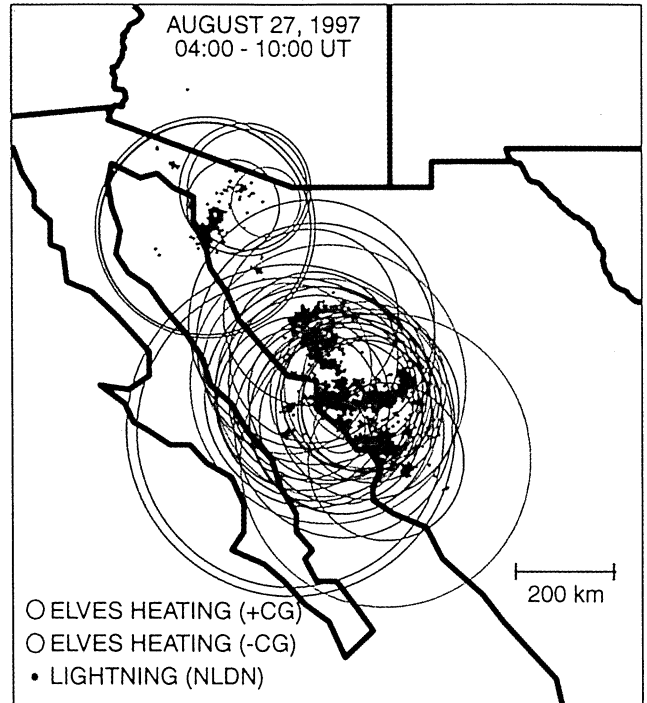 AUGUST 27, 1997
04:00 - 10:00 UT
200 km
ELVES HEATING (+CG)
ELVES HEATING (-CG)
LIGHTNING (NLDN)